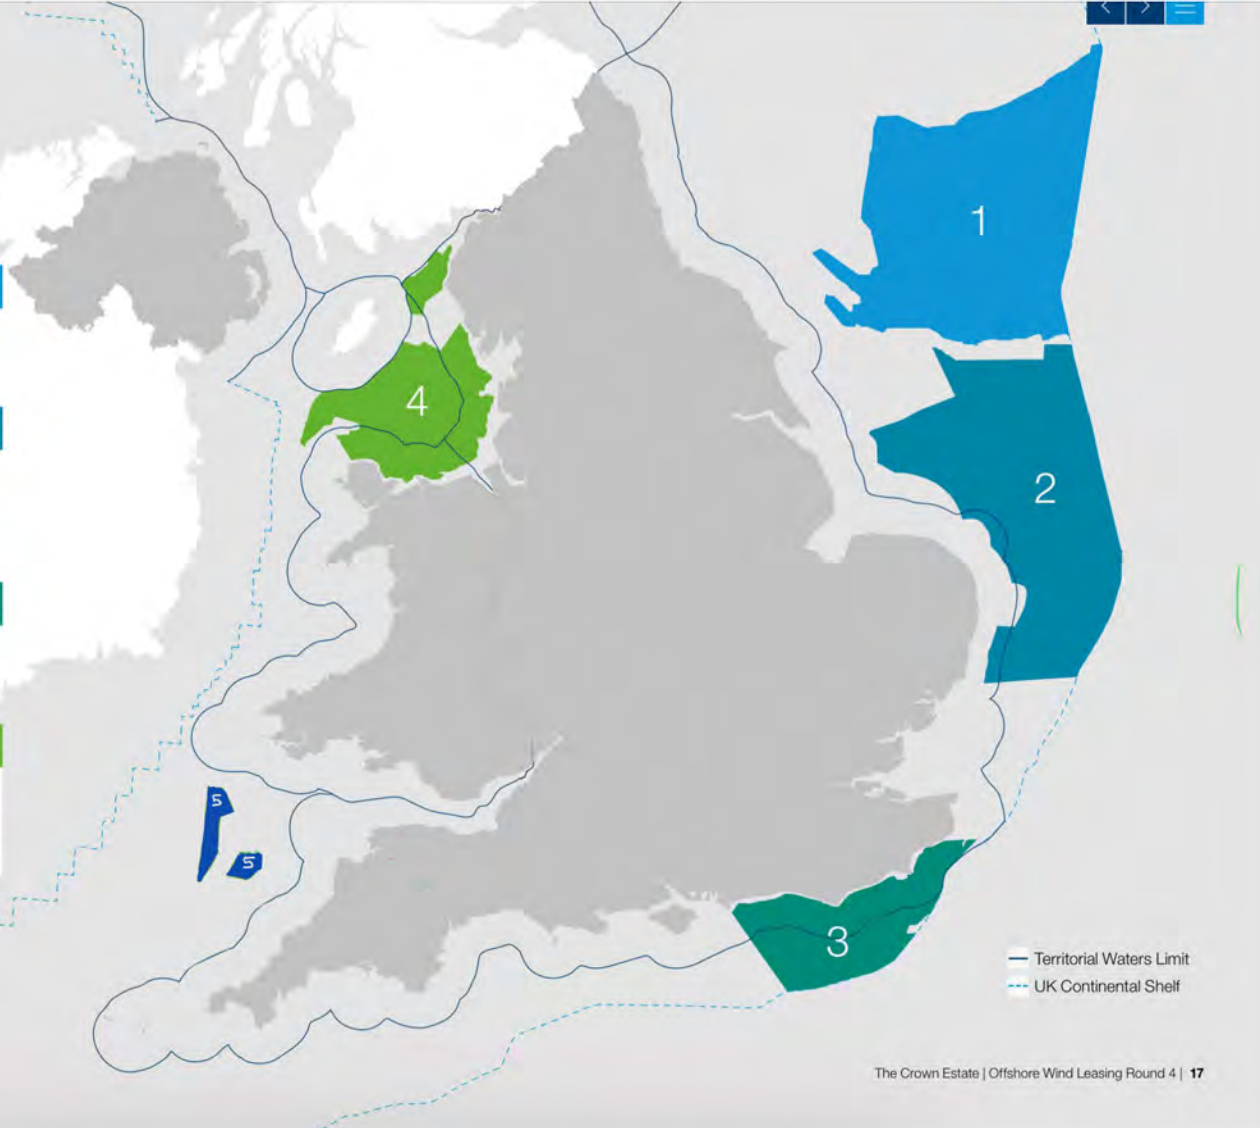 1
2
4
5
5
3
Territorial Waters Limit
UK Continental Shelf
The Crown Estate | Offshore Wind Leasing Round 4 | 17